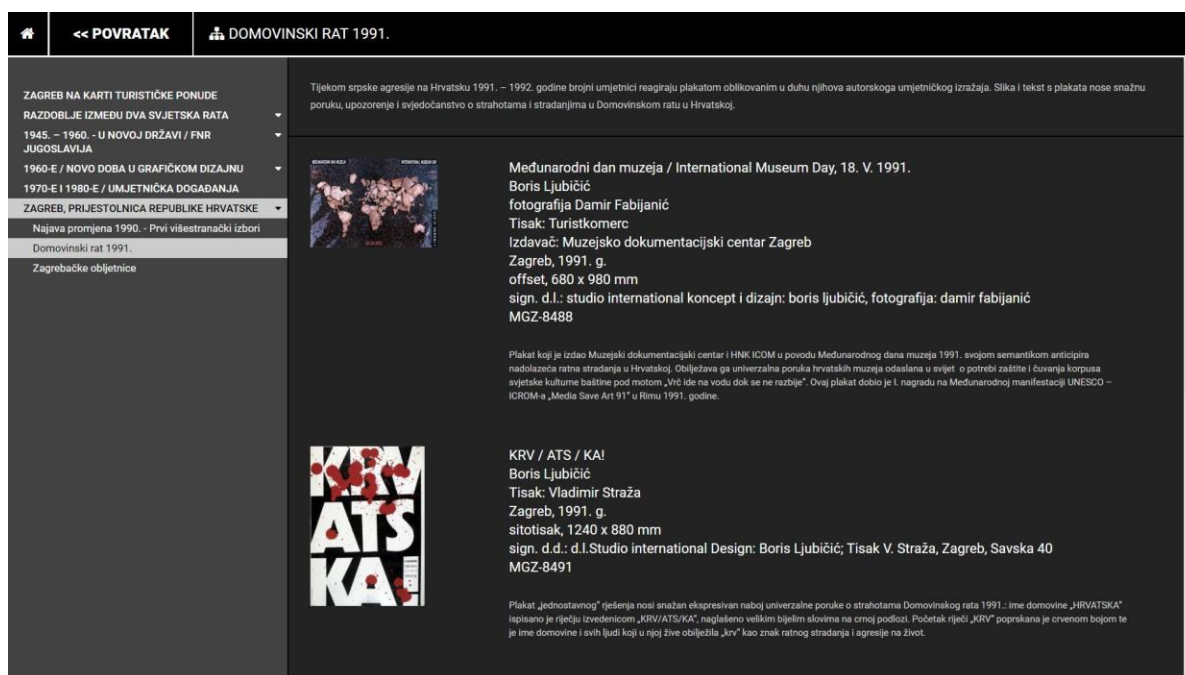 << POVRATAK
DOMOVINSKI RAT 1991.
ZAGREB NA KARTI TURISTIČKE PONUDE
RAZDOBLJE IZMEĐU DVA SVJETSKA RATA
1945. – 1960. - U NOVOJ DRŽAVI / FNR
JUGOSLAVIJA
1960-E / NOVO DOBA U GRAFIČKOM DIZAJNU
1970-E I 1980-E / UMJETNIČKA DOGAĐANJA
ZAGREB, PRIJESTOLNICA REPUBLIKE HRVATSKE
Najava promjena 1990. - Prvi višestranački izbori
Domovinski rat 1991.
Zagrebačke obljetnice
Tijekom srpske agresije na Hrvatsku 1991. – 1992. godine brojni umjetnici reagiraju plakatom oblikovanim u duhu njihova autorskoga umjetničkog izražaja. Slika i tekst s plakata nose snažnu
poruku, upozorenje i svjedočanstvo o strahotama i stradanjima u Domovinskom ratu u Hrvatskoj.
Međunarodni dan muzeja / International Museum Day, 18. V. 1991.
Boris Ljubičić
fotografija Damir Fabijanić
Tisak: Turistkomerc
Izdavač: Muzejsko dokumentacijski centar Zagreb
Zagreb, 1991. g.
offset, 680 x 980 mm
sign. d.l.: studio international koncept i dizajn: boris ljubičić, fotografija: damir fabijanić
MGZ-8488
Plakat koji je izdao Muzejski dokumentacijski centar i HNK ICOM u povodu Međunarodnog dana muzeja 1991. svojom semantikom anticipira
nadolazeća ratna stradanja u Hrvatskoj. Obilježava ga univerzalna poruka hrvatskih muzeja odaslana u svijet o potrebi zaštite i čuvanja korpusa
svjetske kulturne baštine pod motom „Vrč ide na vodu dok se ne razbije". Ovaj plakat dobio je I. nagradu na Međunarodnoj manifestaciji UNESCO –
ICROM-a „Media Save Art 91" u Rimu 1991. godine.
KRV
ATS
KA!
KRV / ATS / KA!
Boris Ljubičić
Tisak: Vladimir Straža
Zagreb, 1991. g.
sitotisak, 1240 x 880 mm
sign. d.d.: d.l.Studio international Design: Boris Ljubičić; Tisak V. Straža, Zagreb, Savska 40
MGZ-8491
Plakat „jednostavnog" rješenja nosi snažan ekspresivan naboj univerzalne poruke o strahotama Domovinskog rata 1991.: ime domovine „HRVATSKA"
ispisano je riječju izvedenicom „KRV/ATS/KA", naglašeno velikim bijelim slovima na crnoj podlozi. Početak riječi „KRV" poprskana je crvenom bojom te
je ime domovine i svih ljudi koji u njoj žive obilježila „krv" kao znak ratnog stradanja i agresije na život.